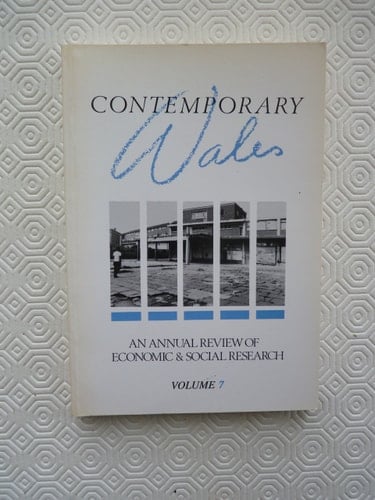 CONTEMPORARY
Wales
AN ANNUAL REVIEW OF
ECONOMIC & SOCIAL RESEARCH
VOLUME 7